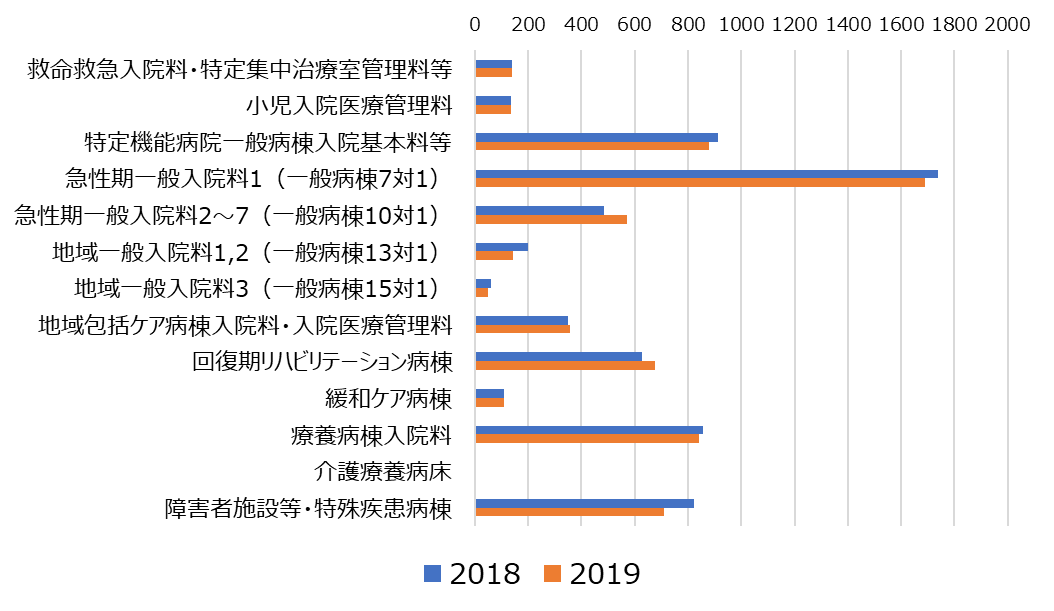 0 200 400 600 800 1000 1200 1400 1600 1800 2000
救命救急入院料・特定集中治療室管理料等
小児入院医療管理料
特定機能病院一般病棟入院基本料等
急性期一般入院料1（一般病棟7対1）
急性期一般入院料2～7（一般病棟10対1）
地域一般入院料1,2（一般病棟13対1）
地域一般入院料3（一般病棟15対1）
地域包括ケア病棟入院料・入院医療管理料
回復期リハビリテーション病棟
緩和ケア病棟
療養病棟入院料
介護療養病床
障害者施設等・特殊疾患病棟
2018 2019